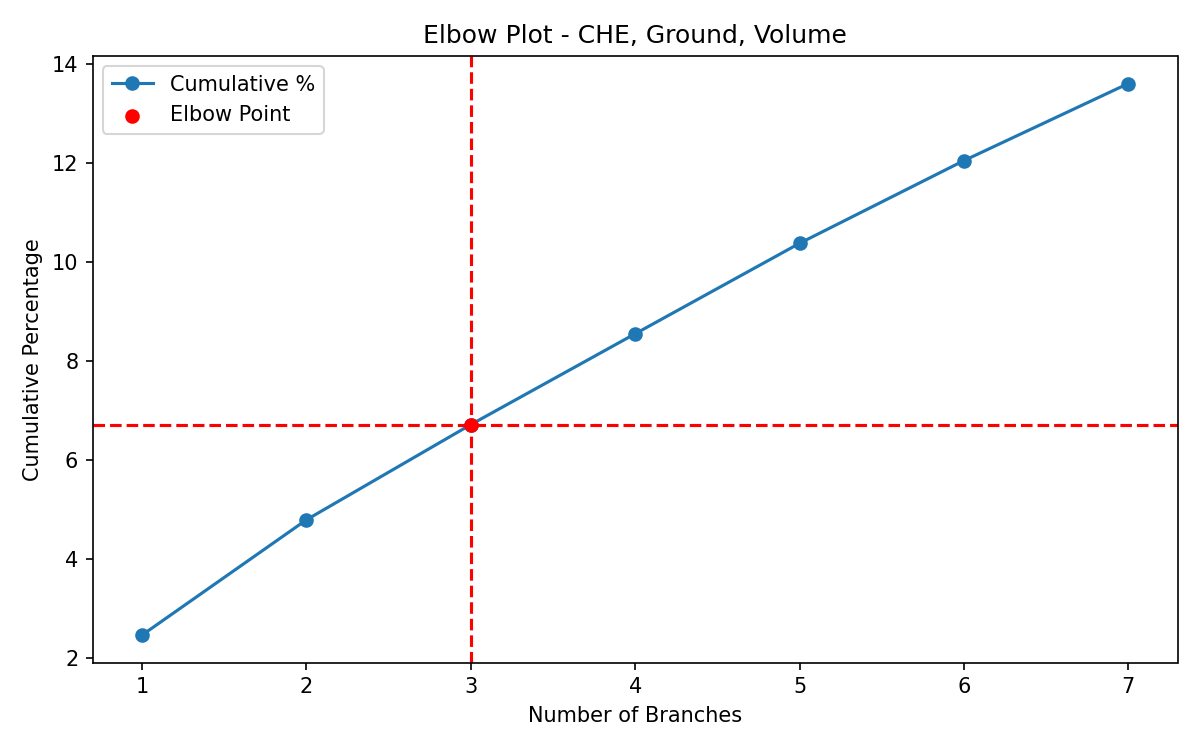 Elbow Plot - CHE, Ground, Volume
Cumulative %
Elbow Point
14
12
10
8
6
4
2
Cumulative Percentage
1 2 3 4 5 6 7
Number of Branches